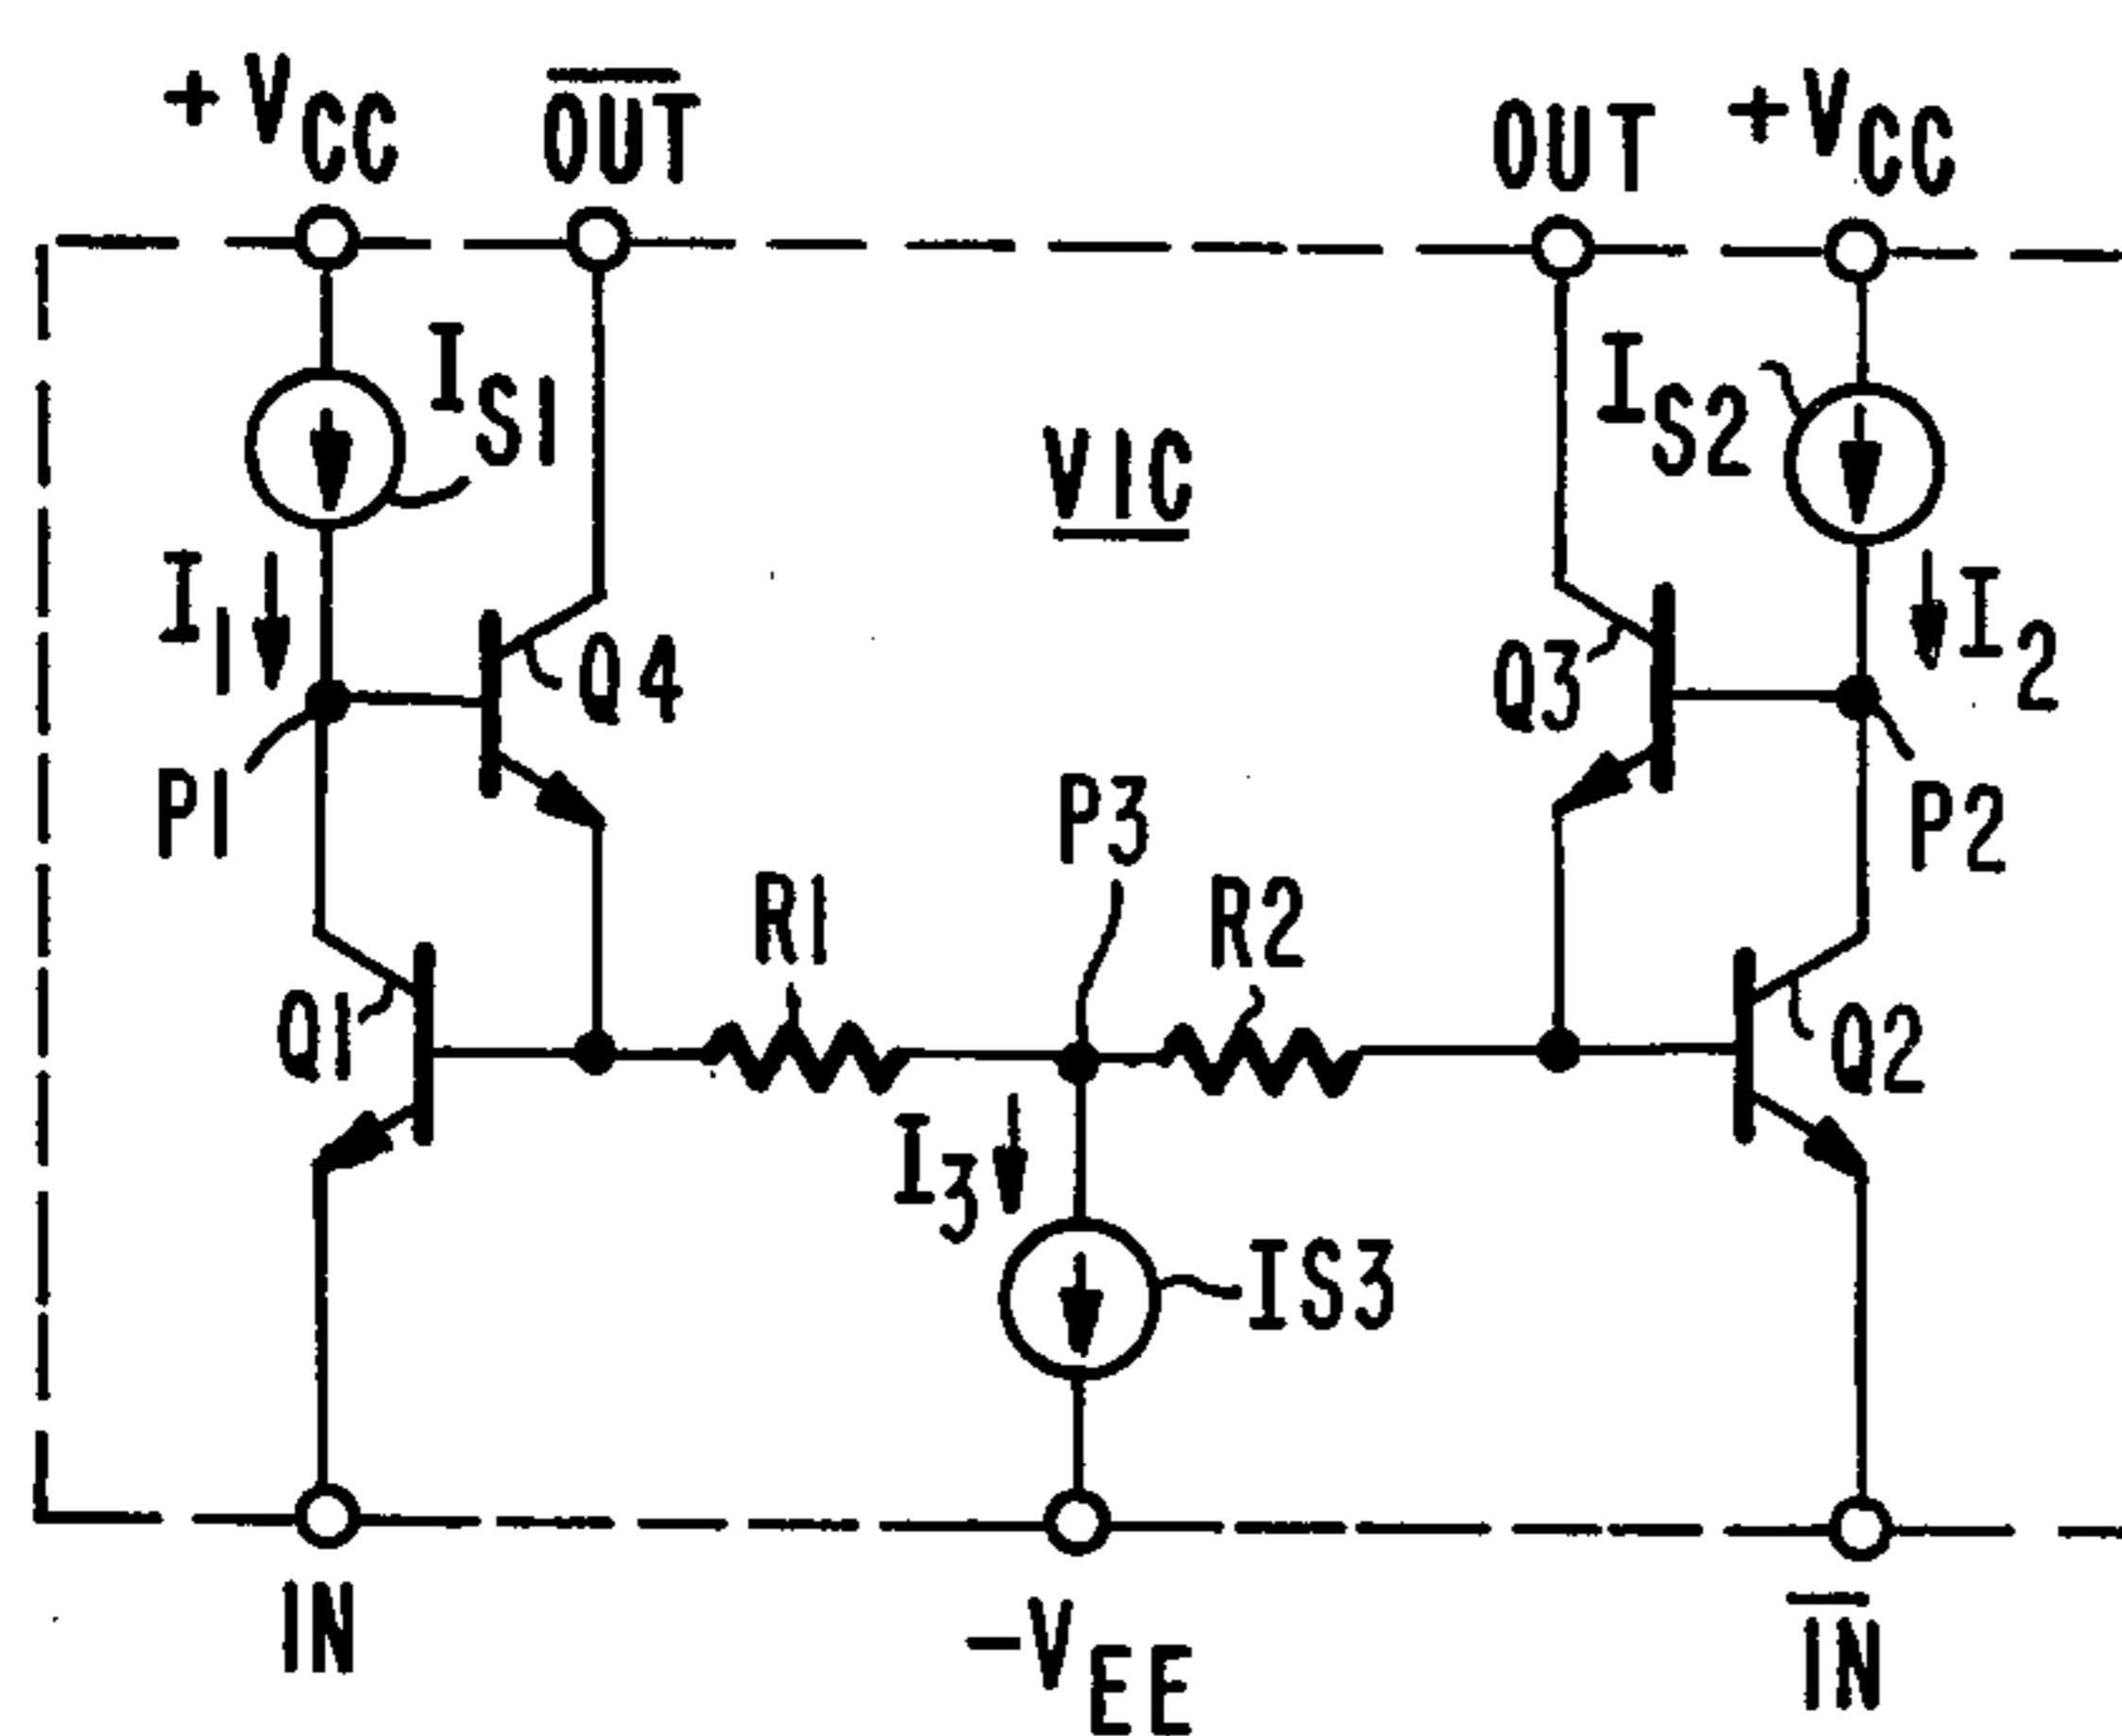 +VCC
OUT
OUT
+VCC
IS1
IS2
V1C
I1
Q4
Q3
I2
P1
P3
P2
R1
R2
Q1
Q2
I3
IS3
IN
-VEE
IN